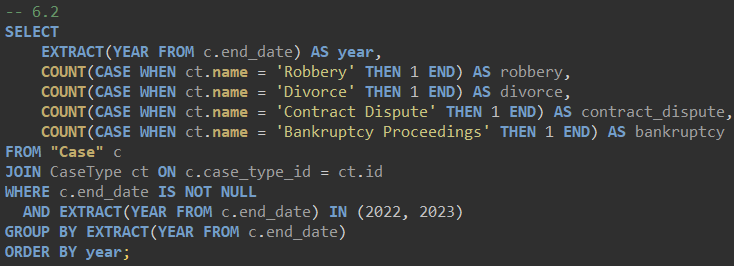 -- 6.2
SELECT
    EXTRACT(YEAR FROM c.end_date) AS year,
    COUNT(CASE WHEN ct.name = 'Robbery' THEN 1 END) AS robbery,
    COUNT(CASE WHEN ct.name = 'Divorce' THEN 1 END) AS divorce,
    COUNT(CASE WHEN ct.name = 'Contract Dispute' THEN 1 END) AS contract_dispute,
    COUNT(CASE WHEN ct.name = 'Bankruptcy Proceedings' THEN 1 END) AS bankruptcy
FROM "Case" c
JOIN CaseType ct ON c.case_type_id = ct.id
WHERE c.end_date IS NOT NULL
  AND EXTRACT(YEAR FROM c.end_date) IN (2022, 2023)
GROUP BY EXTRACT(YEAR FROM c.end_date)
ORDER BY year;